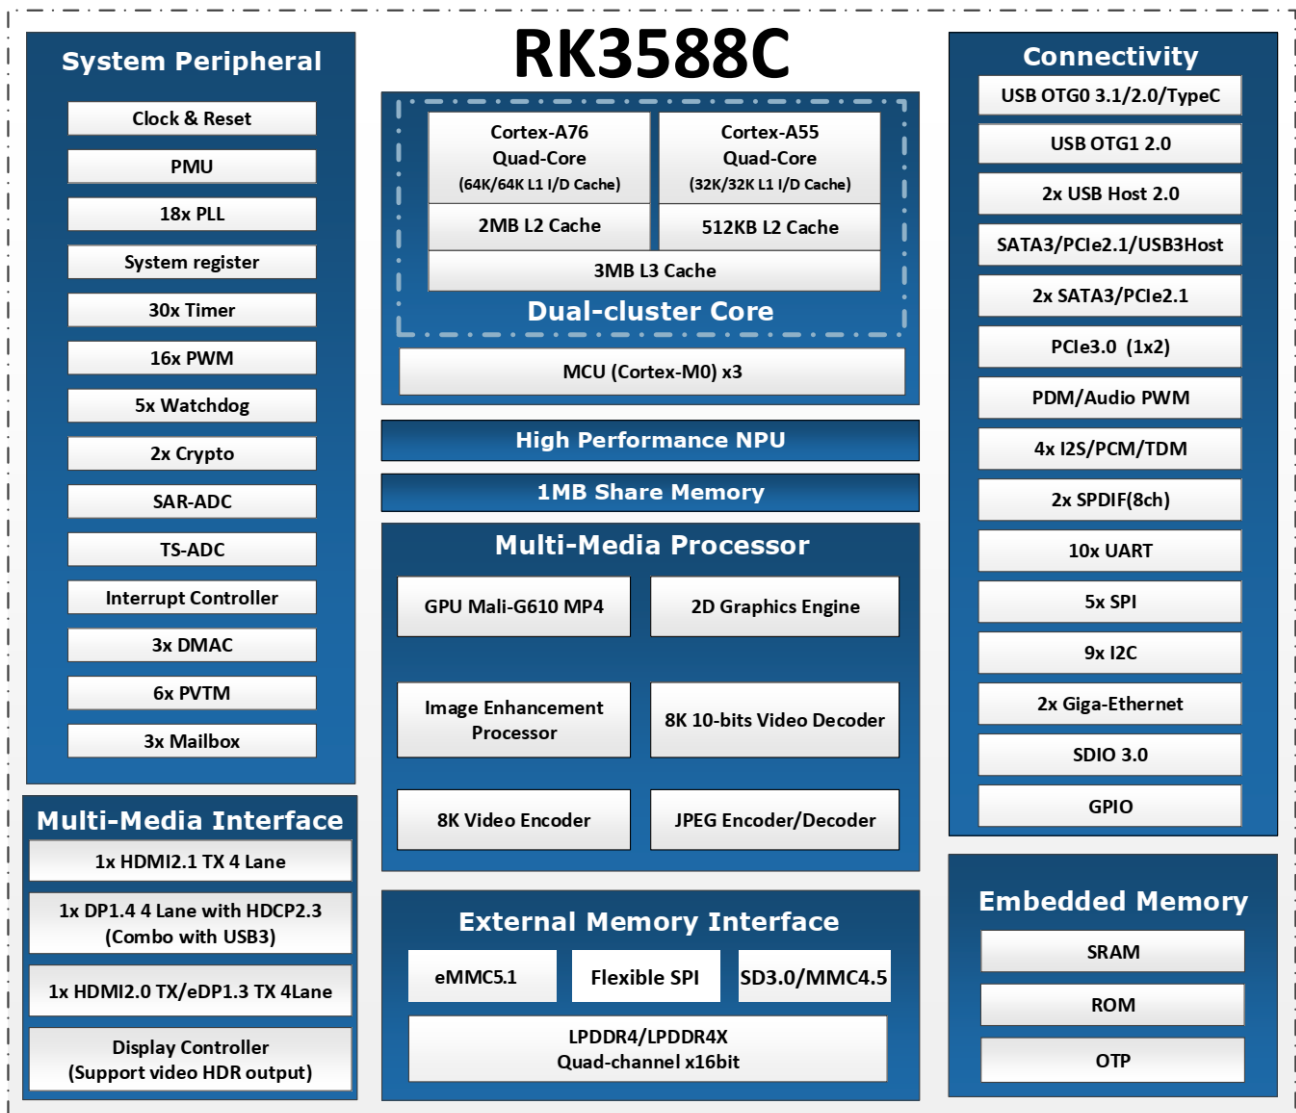 RK3588C
System Peripheral
Clock & Reset
PMU
18x PLL
System register
30x Timer
16x PWM
5x Watchdog
2x Crypto
SAR-ADC
TS-ADC
Interrupt Controller
3x DMAC
6x PVTM
3x Mailbox
Multi-Media Interface
1x HDMI2.1 TX 4 Lane
1x DP1.4 4 Lane with HDCP2.3
(Combo with USB3)
1x HDMI2.0 TX/eDP1.3 TX 4Lane
Display Controller
(Support video HDR output)
Cortex-A76
Quad-Core
(64K/64K L1 I/D Cache)
2MB L2 Cache
Cortex-A55
Quad-Core
(32K/32K L1 I/D Cache)
512KB L2 Cache
3MB L3 Cache
Dual-cluster Core
MCU (Cortex-M0) x3
High Performance NPU
1MB Share Memory
Multi-Media Processor
GPU Mali-G610 MP4
2D Graphics Engine
Image Enhancement
Processor
8K 10-bits Video Decoder
8K Video Encoder
JPEG Encoder/Decoder
External Memory Interface
eMMC5.1
Flexible SPI
SD3.0/MMC4.5
LPDDR4/LPDDR4X
Quad-channel x16bit
Connectivity
USB OTG0 3.1/2.0/TypeC
USB OTG1 2.0
2x USB Host 2.0
SATA3/PCIe2.1/USB3Host
2x SATA3/PCIe2.1
PCIe3.0 (1x2)
PDM/Audio PWM
4x I2S/PCM/TDM
2x SPDIF(8ch)
10x UART
5x SPI
9x I2C
2x Giga-Ethernet
SDIO 3.0
GPIO
Embedded Memory
SRAM
ROM
OTP